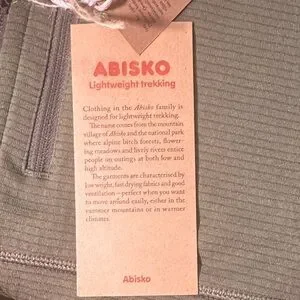 ABISKO
Lightweight trekking
Clothing in the Abisko family is
designed for lightweight trekking.
The name comes from the mountain
village of Abisko and the national park
where alpine birch forests, flower-
ing meadows and lively rivers entice
people on outings at both low and
high altitude.
The garments are characterised by
low weight, fast drying fabrics and good
ventilation – perfect when you want
to move around easily, either in the
summer mountains or in warmer
climates.
Abisko